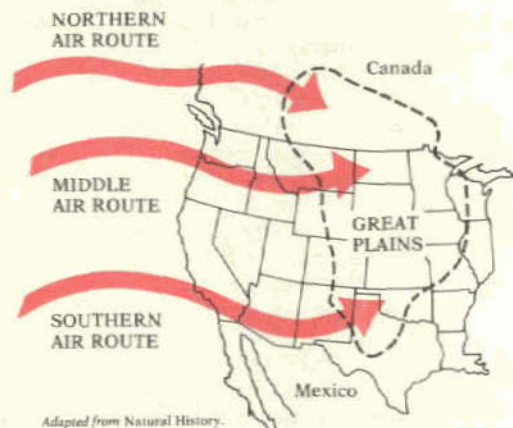 NORTHERN
AIR ROUTE
Canada
MIDDLE
AIR ROUTE
GREAT
PLAINS
SOUTHERN
AIR ROUTE
Mexico
Adapted from Natural History.